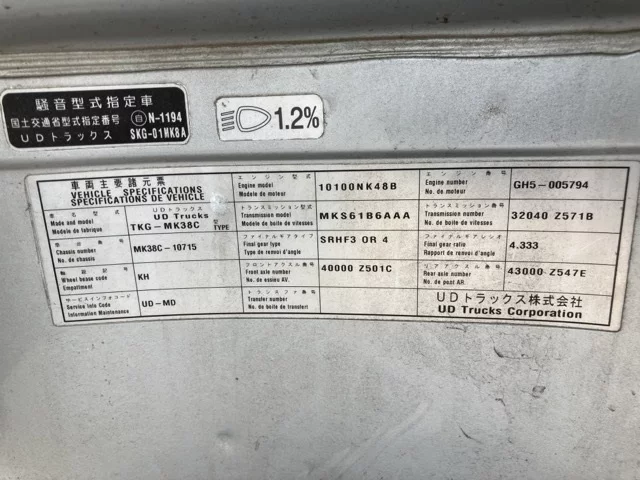 騒音型式指定車
国土交通省型式指定番号 自 N-1194
UDトラックス SKG-01MK8A
1.2%
車両主要諸元票
VEHICLE SPECIFICATIONS
SPECIFICATIONS DE VEHICLE
車名型式
Made and model
Modele de fabrique
UDトラックス
UD Trucks
TKG-MK38C
型
TYPE
Chassis number
No. de chassis
MK38C-10715
Wheel base code
Empattement
KH
サービスインフォコード
Service Info Code
Information Maintenance
UD-MD
エンジン型式
Engine model
Modele de moteur
10100NK48B
トランスミッション型式
Transmission model
Modele de boite de vitesses
MKS61B6AAA
ファイナルギアタイプ
Final gear type
Type de renvoi d'angle
SRHF3 OR 4
フロントアクスル番号
Front axle number
No. de essieu AV.
40000 Z501C
トランスファ番号
Transfer number
No. de boite de transfert
エンジン番号
Engine number
No. de moteur
GH5-005794
トランスミッション番号
Transmission number
No. de boite de vitesses
32040 Z571B
ファイナルギアレシオ
Final gear ratio
Rapport de renvoi d'angle
4.333
リアアクスル番号
Rear axle number
No. de pont AR.
43000 Z547E
UDトラックス株式会社
UD Trucks Corporation